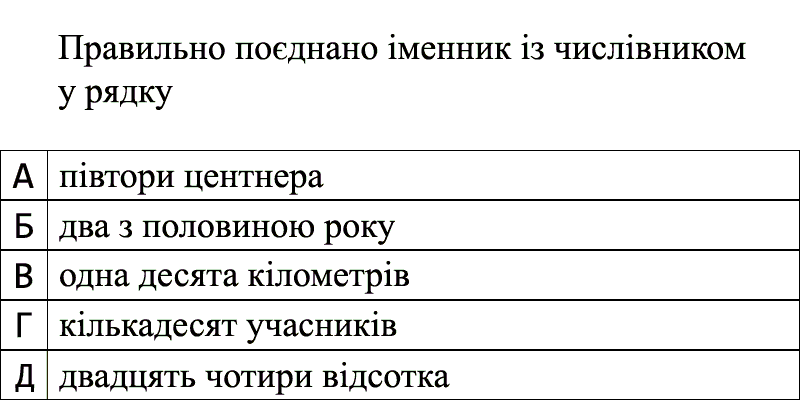 Правильно поєднано іменник із числівником
у рядку
А півтори центнера
Б два з половиною року
В одна десята кілометрів
Г кількадесят учасників
Д двадцять чотири відсотка